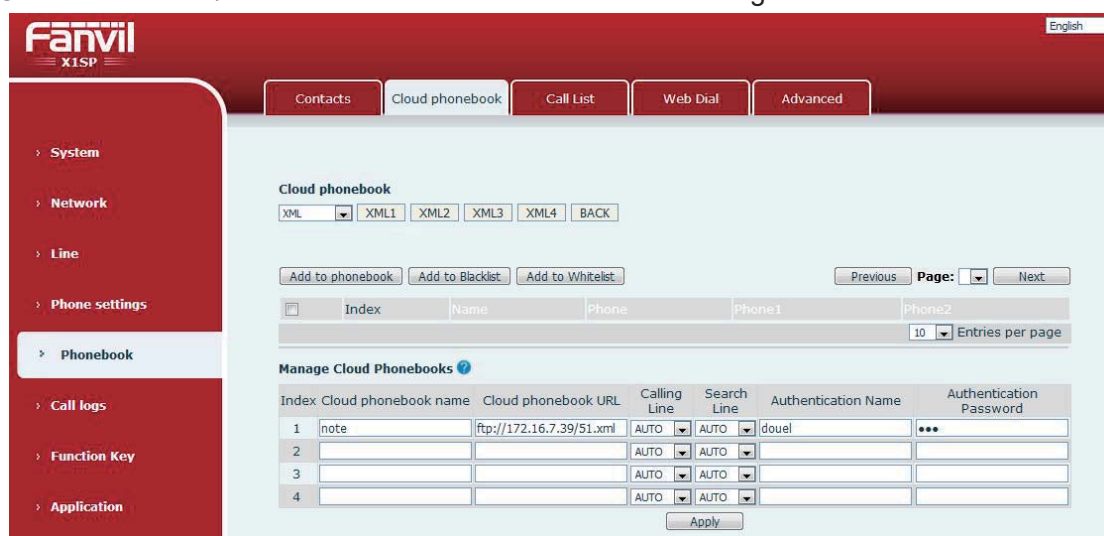 English
Fanvil
X1SP
Contacts Cloud phonebook Call List Web Dial Advanced
› System
› Network
› Line
› Phone settings
› Phonebook
› Call logs
› Function Key
› Application
Cloud phonebook
XML XML1 XML2 XML3 XML4 BACK
Add to phonebook Add to Blacklist Add to Whitelist Previous Page: Next
Index Name Phone Phone1 Phone2
10 Entries per page
Manage Cloud Phonebooks ?
Index Cloud phonebook name Cloud phonebook URL Calling Line Search Line Authentication Name Authentication Password
1 note ftp://172.16.7.39/51.xml AUTO AUTO douel •••
2 AUTO AUTO
3 AUTO AUTO
4 AUTO AUTO
Apply